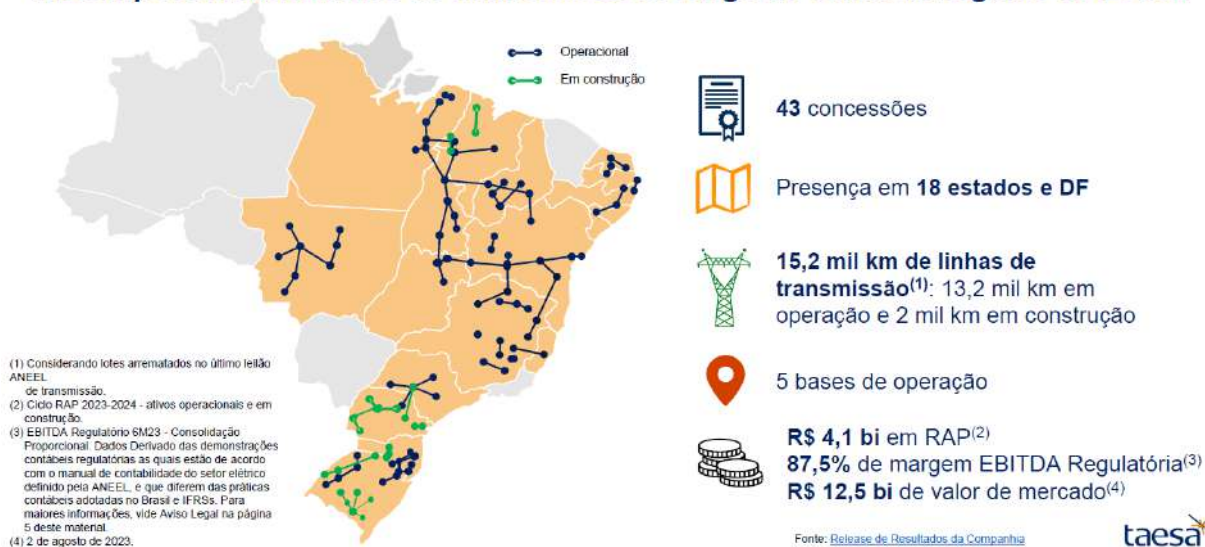 Operacional
Em construção
43 concessões
Presença em 18 estados e DF
15,2 mil km de linhas de
transmissão(1): 13,2 mil km em
operação e 2 mil km em construção
5 bases de operação
R$ 4,1 bi em RAP(2)
87,5% de margem EBITDA Regulatória(3)
R$ 12,5 bi de valor de mercado(4)
(1) Considerando lotes arrematados no último leilão
ANEEL
de transmissão.
(2) Ciclo RAP 2023-2024 - ativos operacionais e em
construção.
(3) EBITDA Regulatório 6M23 - Consolidação
Proporcional. Dados Derivado das demonstrações
contábeis regulatórias as quais estão de acordo
com o manual de contabilidade do setor elétrico
definido pela ANEEL, e que diferem das práticas
contábeis adotadas no Brasil e IFRSs. Para
maiores informações, vide Aviso Legal na página
5 deste material.
(4) 2 de agosto de 2023.
Fonte: Release de Resultados da Companhia
taesa